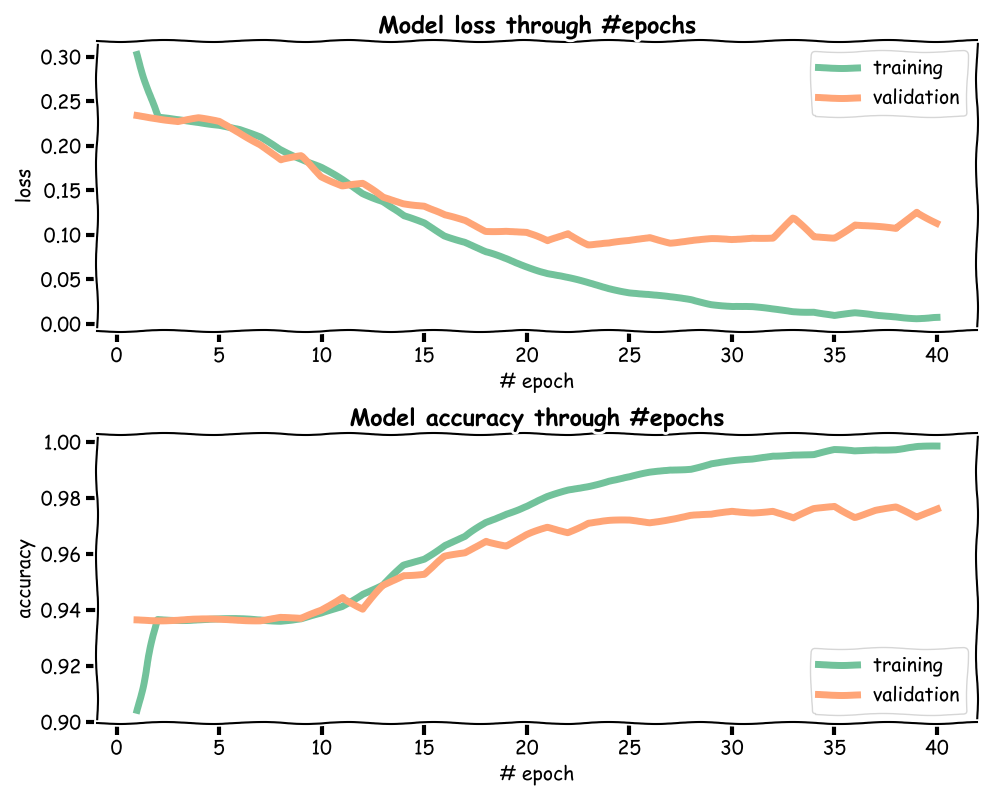 Model loss through #epochs
0.30
0.25
0.20
0.15
0.10
0.05
0.00
loss
training
validation
0 5 10 15 20 25 30 35 40
# epoch
Model accuracy through #epochs
1.00
0.98
0.96
0.94
0.92
0.90
accuracy
training
validation
0 5 10 15 20 25 30 35 40
# epoch